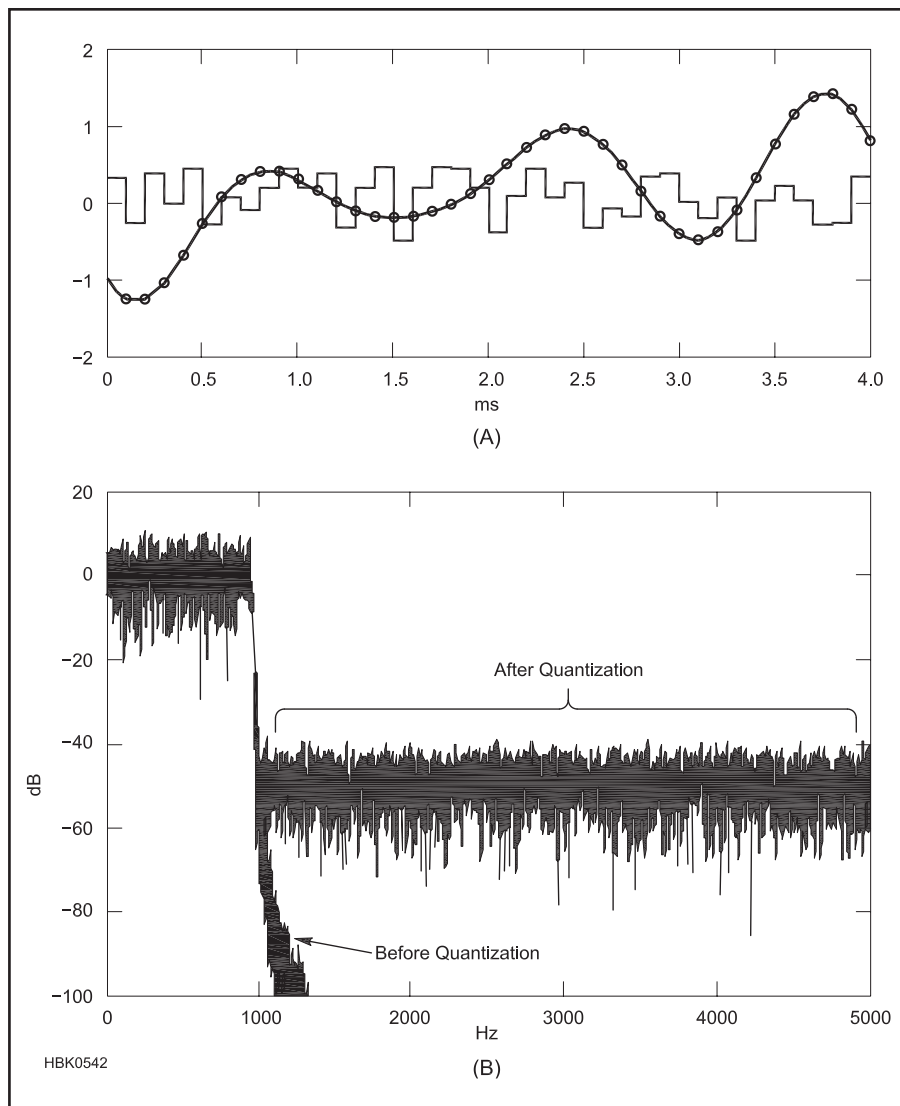 2
1
0
−1
−2
0 0.5 1.0 1.5 2.0 2.5 3.0 3.5 4.0
ms
(A)
20
0
−20
−40
−60
−80
−100
dB
After Quantization
Before Quantization
0 1000 2000 3000 4000 5000
Hz
HBK0542
(B)